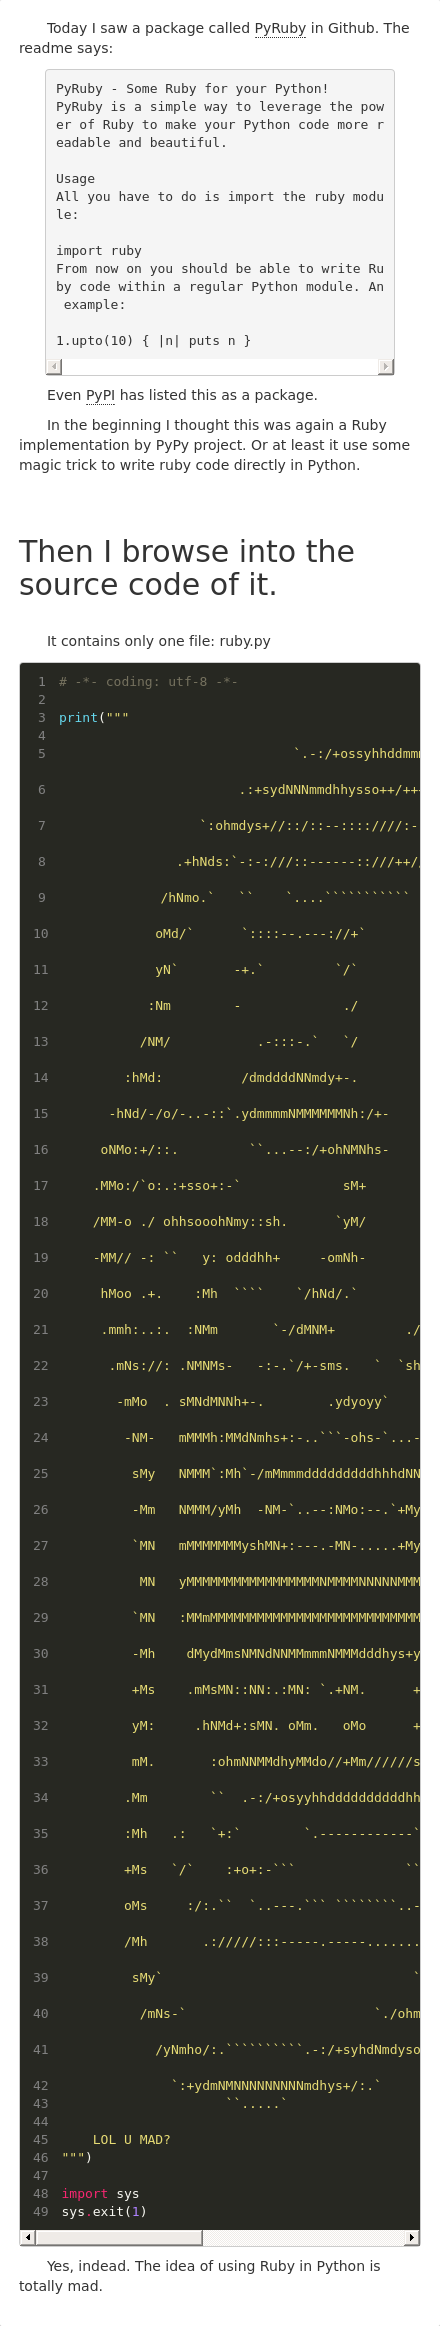 Today I saw a package called PyRuby in Github. The
readme says:
PyRuby - Some Ruby for your Python!
PyRuby is a simple way to leverage the pow
er of Ruby to make your Python code more r
eadable and beautiful.
Usage
All you have to do is import the ruby modu
le:
import ruby
From now on you should be able to write Ru
by code within a regular Python module. An
 example:
1.upto(10) { |n| puts n }
Even PyPI has listed this as a package.
In the beginning I thought this was again a Ruby
implementation by PyPy project. Or at least it use some
magic trick to write ruby code directly in Python.
Then I browse into the
source code of it.
It contains only one file: ruby.py
1 # -*- coding: utf-8 -*-
2
3 print("""
4
5 `.-:/+ossyhhddmm
6 .:+sydNNNmmdhhysso++/++
7 `:ohmdys+//::/::--::::////:-
8 .+hNds:`-:-:///::------::///++/
9 /hNmo.`   ``    `....```````````
10 oMd/`      `::::--.---://+`
11 yN`       -+.`         `/`
12 :Nm        -             ./
13 /NM/           .-:::-.`   `/
14 :hMd:          /dmddddNNmdy+-.
15 -hNd/-/o/-..-::`.ydmmmmNMMMMMMNh:/+-
16 oNMo:+/::.         ``...--:/+ohNMNhs-
17 .MMo:/`o:.:+sso+:-`             sM+
18 /MM-o ./ ohhsooohNmy::sh.      `yM/
19 -MM// -: ``   y: odddhh+     -omNh-
20 hMoo .+.    :Mh  ````    `/hNd/.`
21 .mmh:..:.  :NMm       `-/dMNM+         ./
22 .mNs://: .NMNMs-   -:-.`/+-sms.   `  `sh
23 -mMo  . sMNdMNNh+-.        .ydyoyy`
24 -NM-   mMMMh:MMdNmhs+:-..```-ohs-`...-
25 sMy   NMMM`:Mh`-/mMmmmdddddddddhhhdNN
26 -Mm   NMMM/yMh  -NM-`..--:NMo:--.`+My
27 `MN   mMMMMMMMyshMN+:---.-MN-.....+My
28 MN   yMMMMMMMMMMMMMMMMMNMMMMNNNNNMMM
29 `MN   :MMmMMMMMMMMMMMMMMMMMMMMMMMMMMM
30 -Mh    dMydMmsNMNdNNMMmmmNMMMdddhys+y
31 +Ms    .mMsMN::NN:.:MN: `.+NM.      +
32 yM:     .hNMd+:sMN. oMm.   oMo      +
33 mM.       :ohmNNMMdhyMMdo//+Mm//////s
34 .Mm        ``  .-:/+osyyhhddddddddddhh
35 :Mh   .:   `+:`        `.------------`
36 +Ms   `/`    :+o+:-```              ``
37 oMs     :/:.``  `..---.``` ````````..-
38 /Mh       .://///:::-----.-----.......
39 sMy`                                `
40 /mNs-`                        `./ohm
41 /yNmho/:.``````````.-:/+syhdNmdyso
42 `:+ydmNMNNNNNNNNNmdhys+/:.`
43 ``.....`
44
45 LOL U MAD?
46 """)
47
48 import sys
49 sys.exit(1)
Yes, indead. The idea of using Ruby in Python is
totally mad.